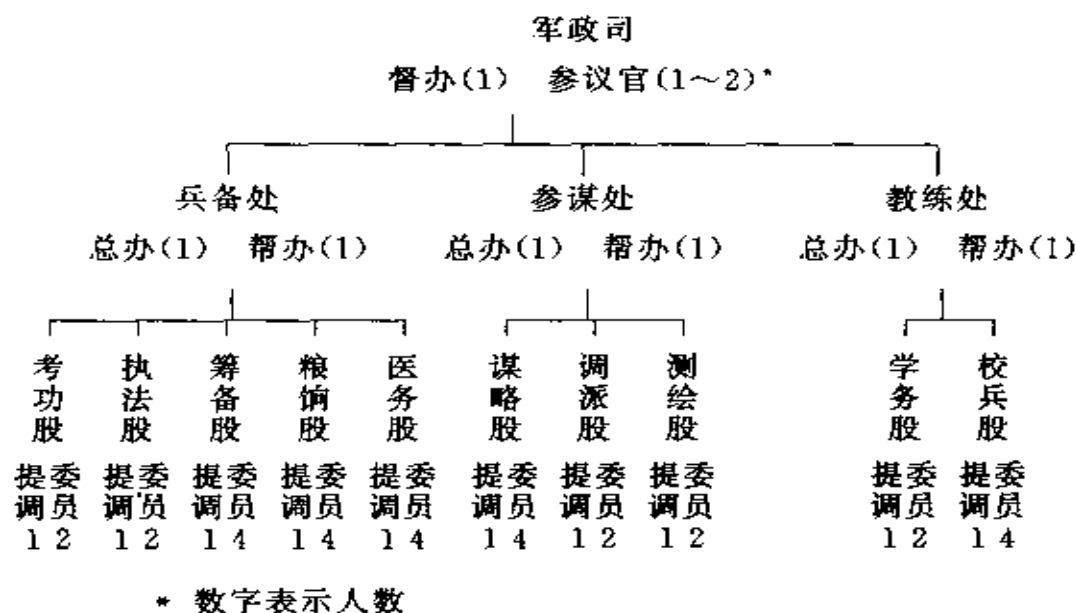 军政司
督办(1) 参议官(1~2)*
兵备处 参谋处 教练处
总办(1) 帮办(1) 总办(1) 帮办(1) 总办(1) 帮办(1)
考功股 执法股 筹备股 粮饷股 医务股 谋略股 调派股 测绘股 学务股 校兵股
提调1 委员2 提调1 委员2 提调1 委员4 提调1 委员4 提调1 委员4 提调1 委员4 提调1 委员2 提调1 委员2 提调1 委员2 提调1 委员4
* 数字表示人数